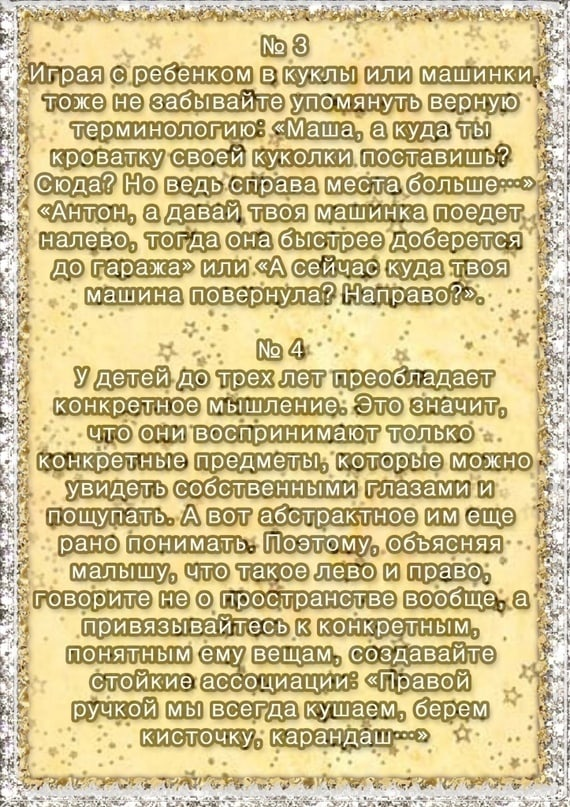 № 3
Играя с ребенком в куклы или машинки,
тоже не забывайте упомянуть верную
терминологию: «Маша, а куда ты
кроватку своей куколки поставишь?
Сюда? Но ведь справа места больше…»
«Антон, а давай твоя машинка поедет
налево, тогда она быстрее доберется
до гаража» или «А сейчас куда твоя
машина повернула? Направо?».
№ 4
У детей до трех лет преобладает
конкретное мышление. Это значит,
что они воспринимают только
конкретные предметы, которые можно
увидеть собственными глазами и
пощупать. А вот абстрактное им еще
рано понимать. Поэтому, объясняя
малышу, что такое лево и право,
говорите не о пространстве вообще, а
привязывайтесь к конкретным,
понятным ему вещам, создавайте
стойкие ассоциации: «Правой
ручкой мы всегда кушаем, берем
кисточку, карандаш…»